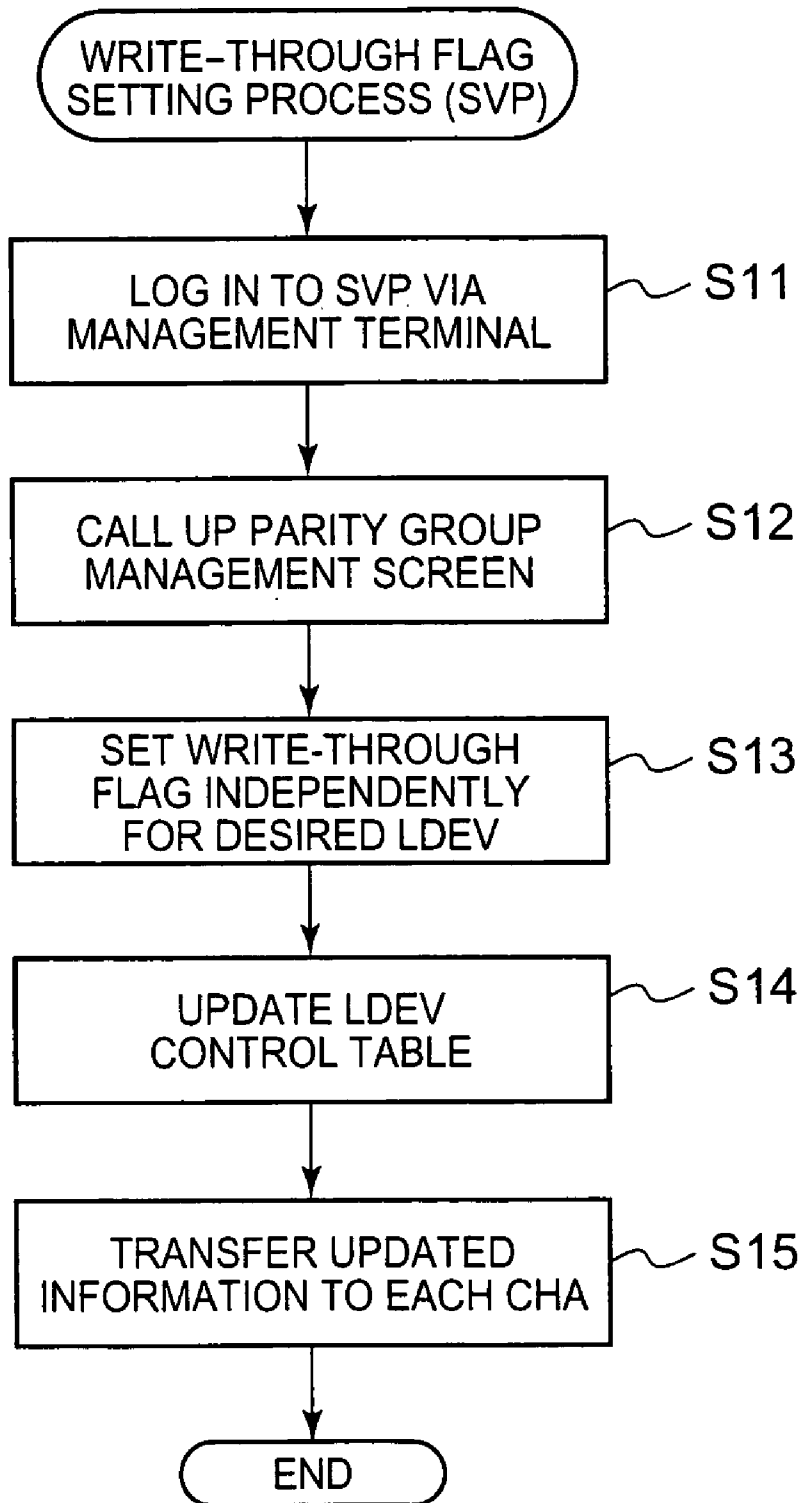 WRITE-THROUGH FLAG
SETTING PROCESS (SVP)
LOG IN TO SVP VIA
MANAGEMENT TERMINAL
S11
CALL UP PARITY GROUP
MANAGEMENT SCREEN
S12
SET WRITE-THROUGH
FLAG INDEPENDENTLY
FOR DESIRED LDEV
S13
UPDATE LDEV
CONTROL TABLE
S14
TRANSFER UPDATED
INFORMATION TO EACH CHA
S15
END